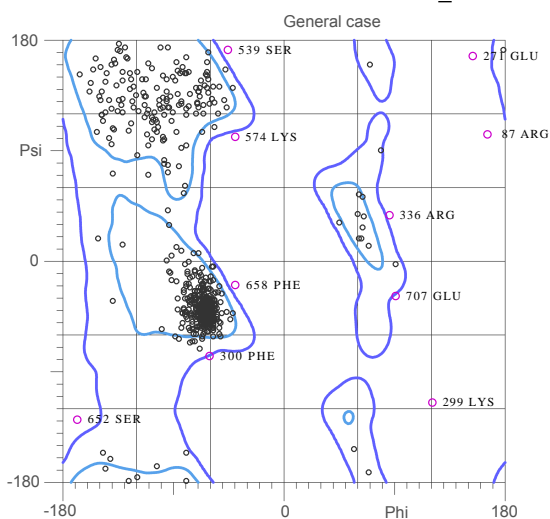 General case
180
539 SER
271 GLU
574 LYS
87 ARG
Psi
336 ARG
0
658 PHE
707 GLU
300 PHE
299 LYS
652 SER
-180
-180
0
Phi
180